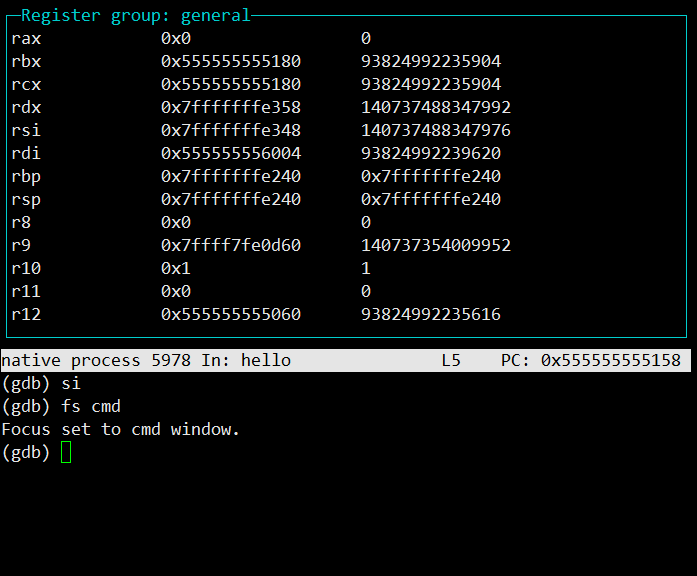 Register group: general
rax 0x0 0
rbx 0x555555555180 93824992235904
rcx 0x555555555180 93824992235904
rdx 0x7fffffffe358 140737488347992
rsi 0x7fffffffe348 140737488347976
rdi 0x555555556004 93824992239620
rbp 0x7fffffffe240 0x7fffffffe240
rsp 0x7fffffffe240 0x7fffffffe240
r8 0x0 0
r9 0x7ffff7fe0d60 140737354009952
r10 0x1 1
r11 0x0 0
r12 0x555555555060 93824992235616
native process 5978 In: hello L5 PC: 0x555555555158
(gdb) si
(gdb) fs cmd
Focus set to cmd window.
(gdb)